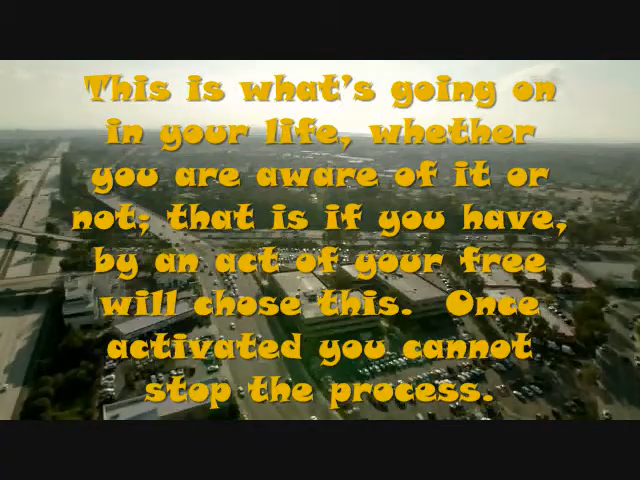 This is what's going on
in your life, whether
you are aware of it or
not; that is if you have,
by an act of your free
will chose this.  Once
activated you cannot
stop the process.